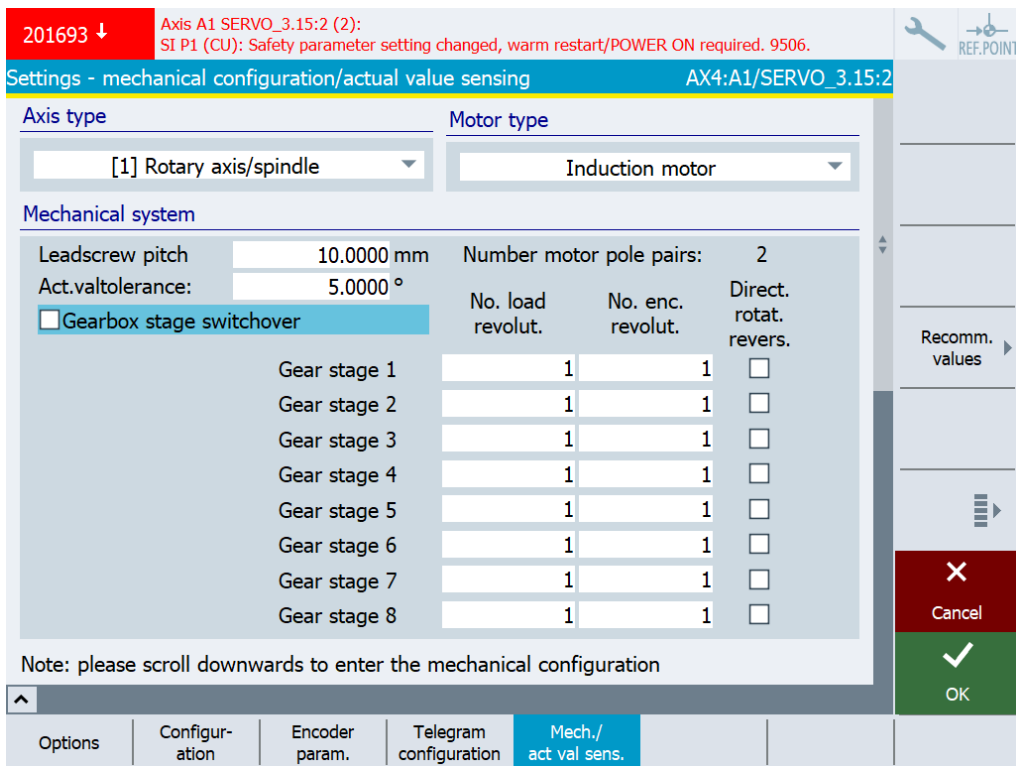 201693 ↓
Axis A1 SERVO_3.15:2 (2):
SI P1 (CU): Safety parameter setting changed, warm restart/POWER ON required. 9506.
REF.POINT
Settings - mechanical configuration/actual value sensing AX4:A1/SERVO_3.15:2
Axis type
Motor type
[1] Rotary axis/spindle
Induction motor
Mechanical system
Leadscrew pitch 10.0000 mm
Number motor pole pairs: 2
Act.valtolerance: 5.0000 °
Gearbox stage switchover
No. load
revolut.
No. enc.
revolut.
Direct.
rotat.
revers.
Gear stage 1 1 1
Gear stage 2 1 1
Gear stage 3 1 1
Gear stage 4 1 1
Gear stage 5 1 1
Gear stage 6 1 1
Gear stage 7 1 1
Gear stage 8 1 1
Note: please scroll downwards to enter the mechanical configuration
Recomm.
values
Cancel
OK
Options
Configur-
ation
Encoder
param.
Telegram
configuration
Mech./
act val sens.